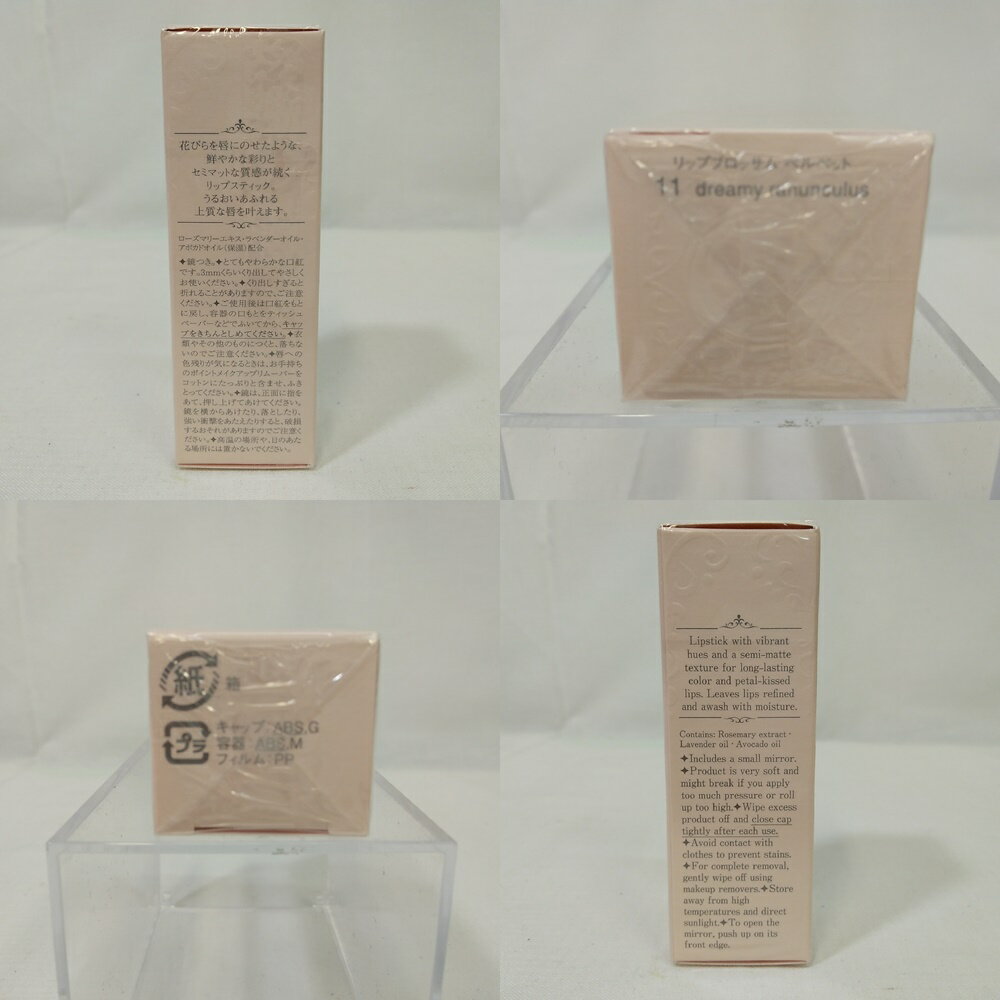 花びらを唇にのせたような、
鮮やかな彩りと
セミマットな質感が続く
リップスティック。
うるおいあふれる
上質な唇を叶えます。
ローズマリーエキス・ラベンダーオイル・
アボカドオイル(保湿)配合
✦鏡つき。✦とてもやわらかな口紅
です。3mmくらいくり出してやさしく
お使いください。✦くり出しすぎると
折れることがありますので、ご注意
ください。✦ご使用後は口紅をもと
に戻し、容器の口もとをティッシュ
ペーパーなどでふいてから、キャッ
プをきちんとしめてください。✦衣
類やその他のものにつくと、落ちな
いのでご注意ください。✦唇への
色残りが気になるときは、お手持ち
のポイントメイクアップリムーバーを
コットンにたっぷりと含ませ、ふき
とってください。✦鏡は、正面に指を
あて、押し上げてあけてください。
鏡を横からあけたり、落としたり、
強い衝撃をあたえたりすると、破損
するおそれがありますのでご注意く
ださい。✦高温の場所や、日のあた
る場所には置かないでください。
リップブロッサム ベルベット
11 dreamy ranunculus
紙 箱
プラ
キャップ:ABS,G
容器:ABS,M
フィルム:PP
Lipstick with vibrant
hues and a semi-matte
texture for long-lasting
color and petal-kissed
lips. Leaves lips refined
and awash with moisture.
Contains: Rosemary extract・
Lavender oil・Avocado oil
✦Includes a small mirror.
✦Product is very soft and
might break if you apply
too much pressure or roll
up too high.✦Wipe excess
product off and close cap
tightly after each use.
✦Avoid contact with
clothes to prevent stains.
✦For complete removal,
gently wipe off using
makeup removers.✦Store
away from high
temperatures and direct
sunlight.✦To open the
mirror, push up on its
front edge.